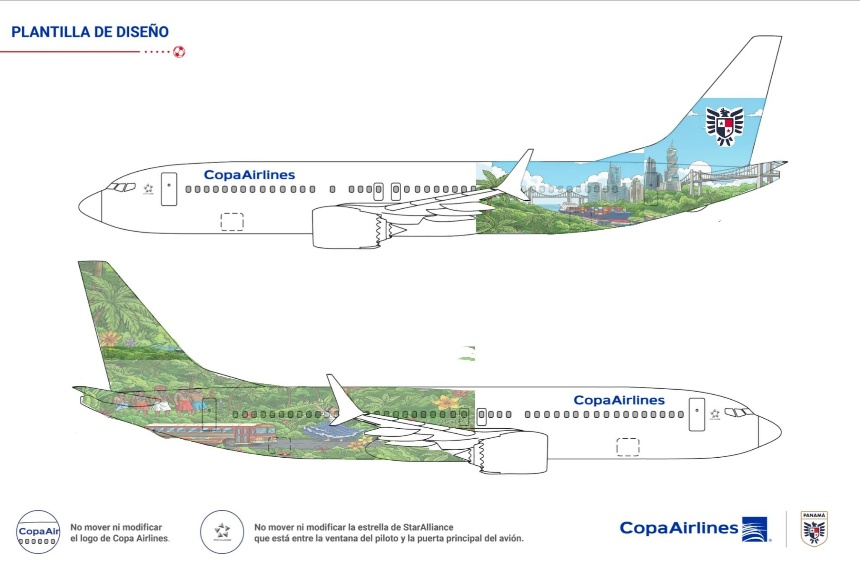 PLANTILLA DE DISEÑO
CopaAirlines
CopaAirlines
CopaAir
No mover ni modificar
el logo de Copa Airlines.
No mover ni modificar la estrella de StarAlliance
que está entre la ventana del piloto y la puerta principal del avión.
CopaAirlines
PANAMÁ